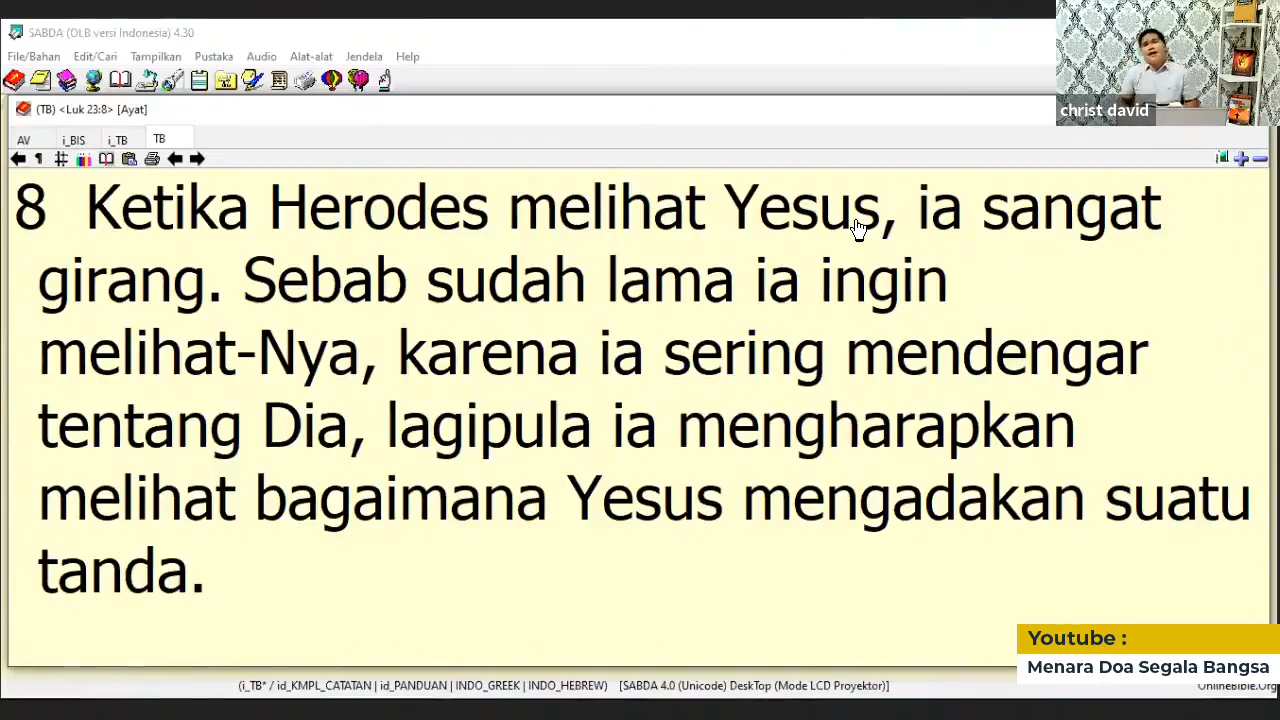 SABDA (OLB versi Indonesia) 4.30
File/Bahan Edit/Cari Tampilkan Pustaka Audio Alat-alat Jendela Help
christ david
(TB) <Luk 23:8> [Ayat]
AV i_BIS i_TB TB
8 Ketika Herodes melihat Yesus, ia sangat
girang. Sebab sudah lama ia ingin
melihat-Nya, karena ia sering mendengar
tentang Dia, lagipula ia mengharapkan
melihat bagaimana Yesus mengadakan suatu
tanda.
Youtube :
Menara Doa Segala Bangsa
(i_TB* / id_KMPL_CATATAN | id_PANDUAN | INDO_GREEK | INDO_HEBREW) [SABDA 4.0 (Unicode) DeskTop (Mode LCD Proyektor)]
OnlineBible.Org